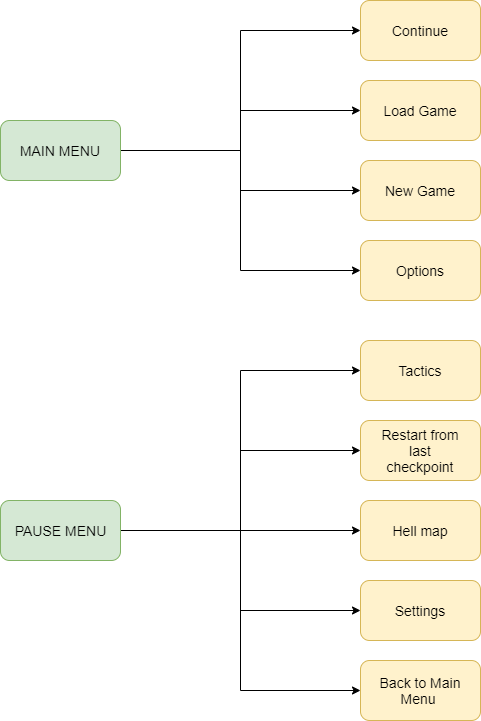 Continue
Load Game
MAIN MENU
New Game
Options
Tactics
Restart from
last
checkpoint
PAUSE MENU
Hell map
Settings
Back to Main
Menu